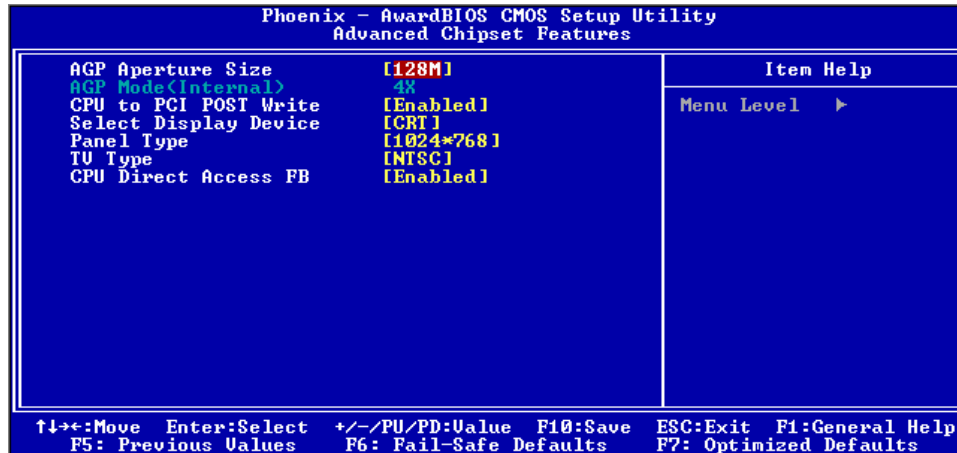 Phoenix - AwardBIOS CMOS Setup Utility
Advanced Chipset Features
AGP Aperture Size [128M]
AGP Mode(Internal) 4X
CPU to PCI POST Write [Enabled]
Select Display Device [CRT]
Panel Type [1024*768]
TV Type [NTSC]
CPU Direct Access FB [Enabled]
Item Help
Menu Level ►
↑↓→←:Move Enter:Select +/-/PU/PD:Value F10:Save ESC:Exit F1:General Help
F5: Previous Values F6: Fail-Safe Defaults F7: Optimized Defaults